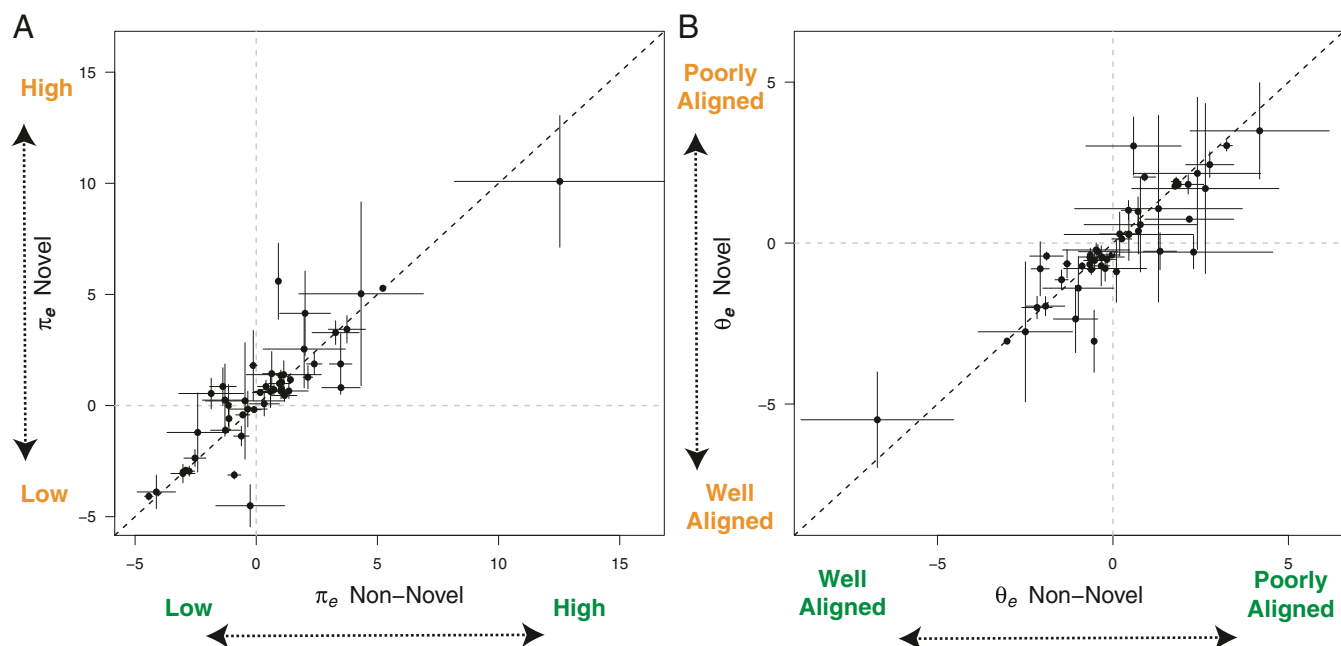 A
High
Low
πe Novel
15
10
5
0
−5
−5
0
5
10
15
πe Non−Novel
Low
High
B
Poorly
Aligned
Well
Aligned
θe Novel
5
0
−5
−5
0
5
θe Non−Novel
Well
Aligned
Poorly
Aligned